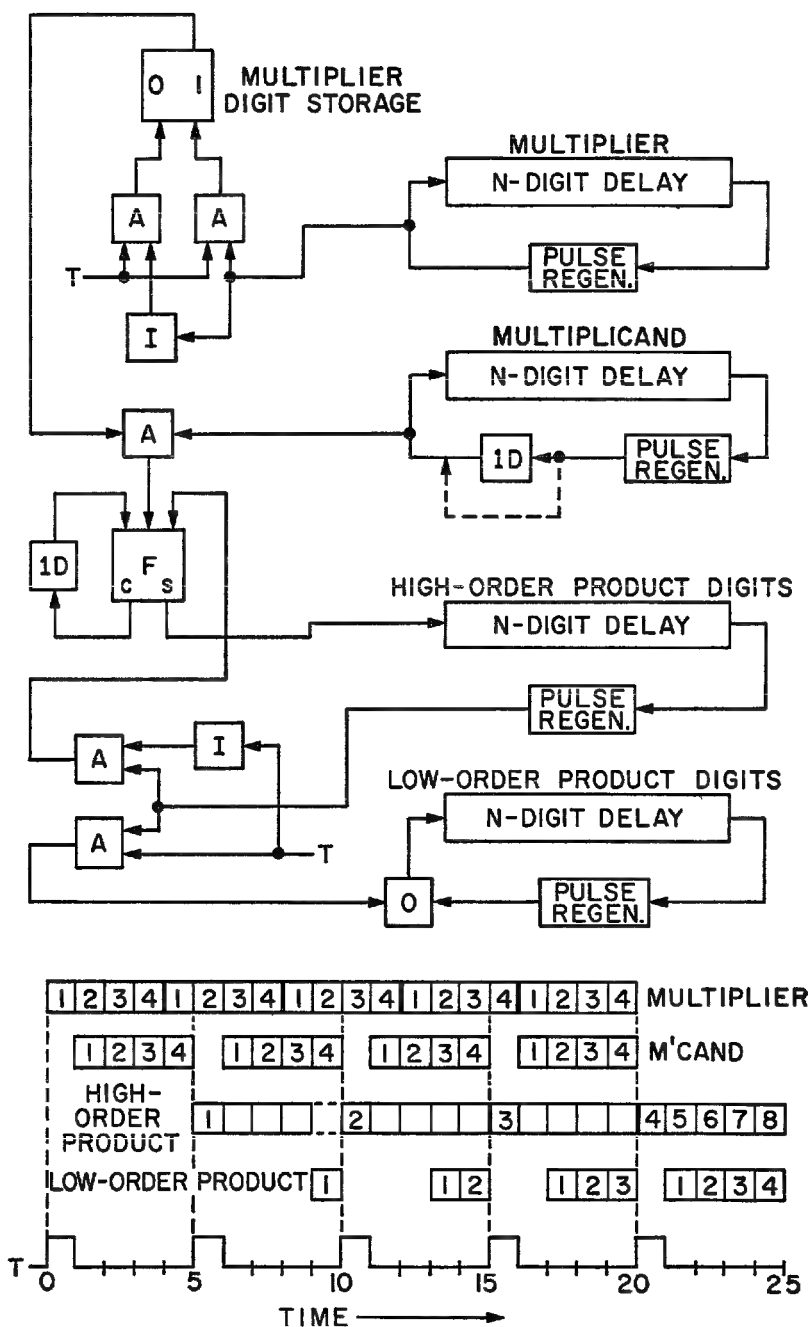 0 1
MULTIPLIER
DIGIT STORAGE
MULTIPLIER
N-DIGIT DELAY
A
A
PULSE
REGEN.
T
I
MULTIPLICAND
N-DIGIT DELAY
A
1D
PULSE
REGEN.
1D
F
C S
HIGH-ORDER PRODUCT DIGITS
N-DIGIT DELAY
PULSE
REGEN.
I
A
LOW-ORDER PRODUCT DIGITS
N-DIGIT DELAY
A
T
O
PULSE
REGEN.
1 2 3 4 1 2 3 4 1 2 3 4 1 2 3 4 1 2 3 4 MULTIPLIER
1 2 3 4 1 2 3 4 1 2 3 4 1 2 3 4 M'CAND
HIGH-
ORDER
PRODUCT
1 2 3 4 5 6 7 8
LOW-ORDER PRODUCT 1 1 2 1 2 3 1 2 3 4
T
0 5 10 15 20 25
TIME